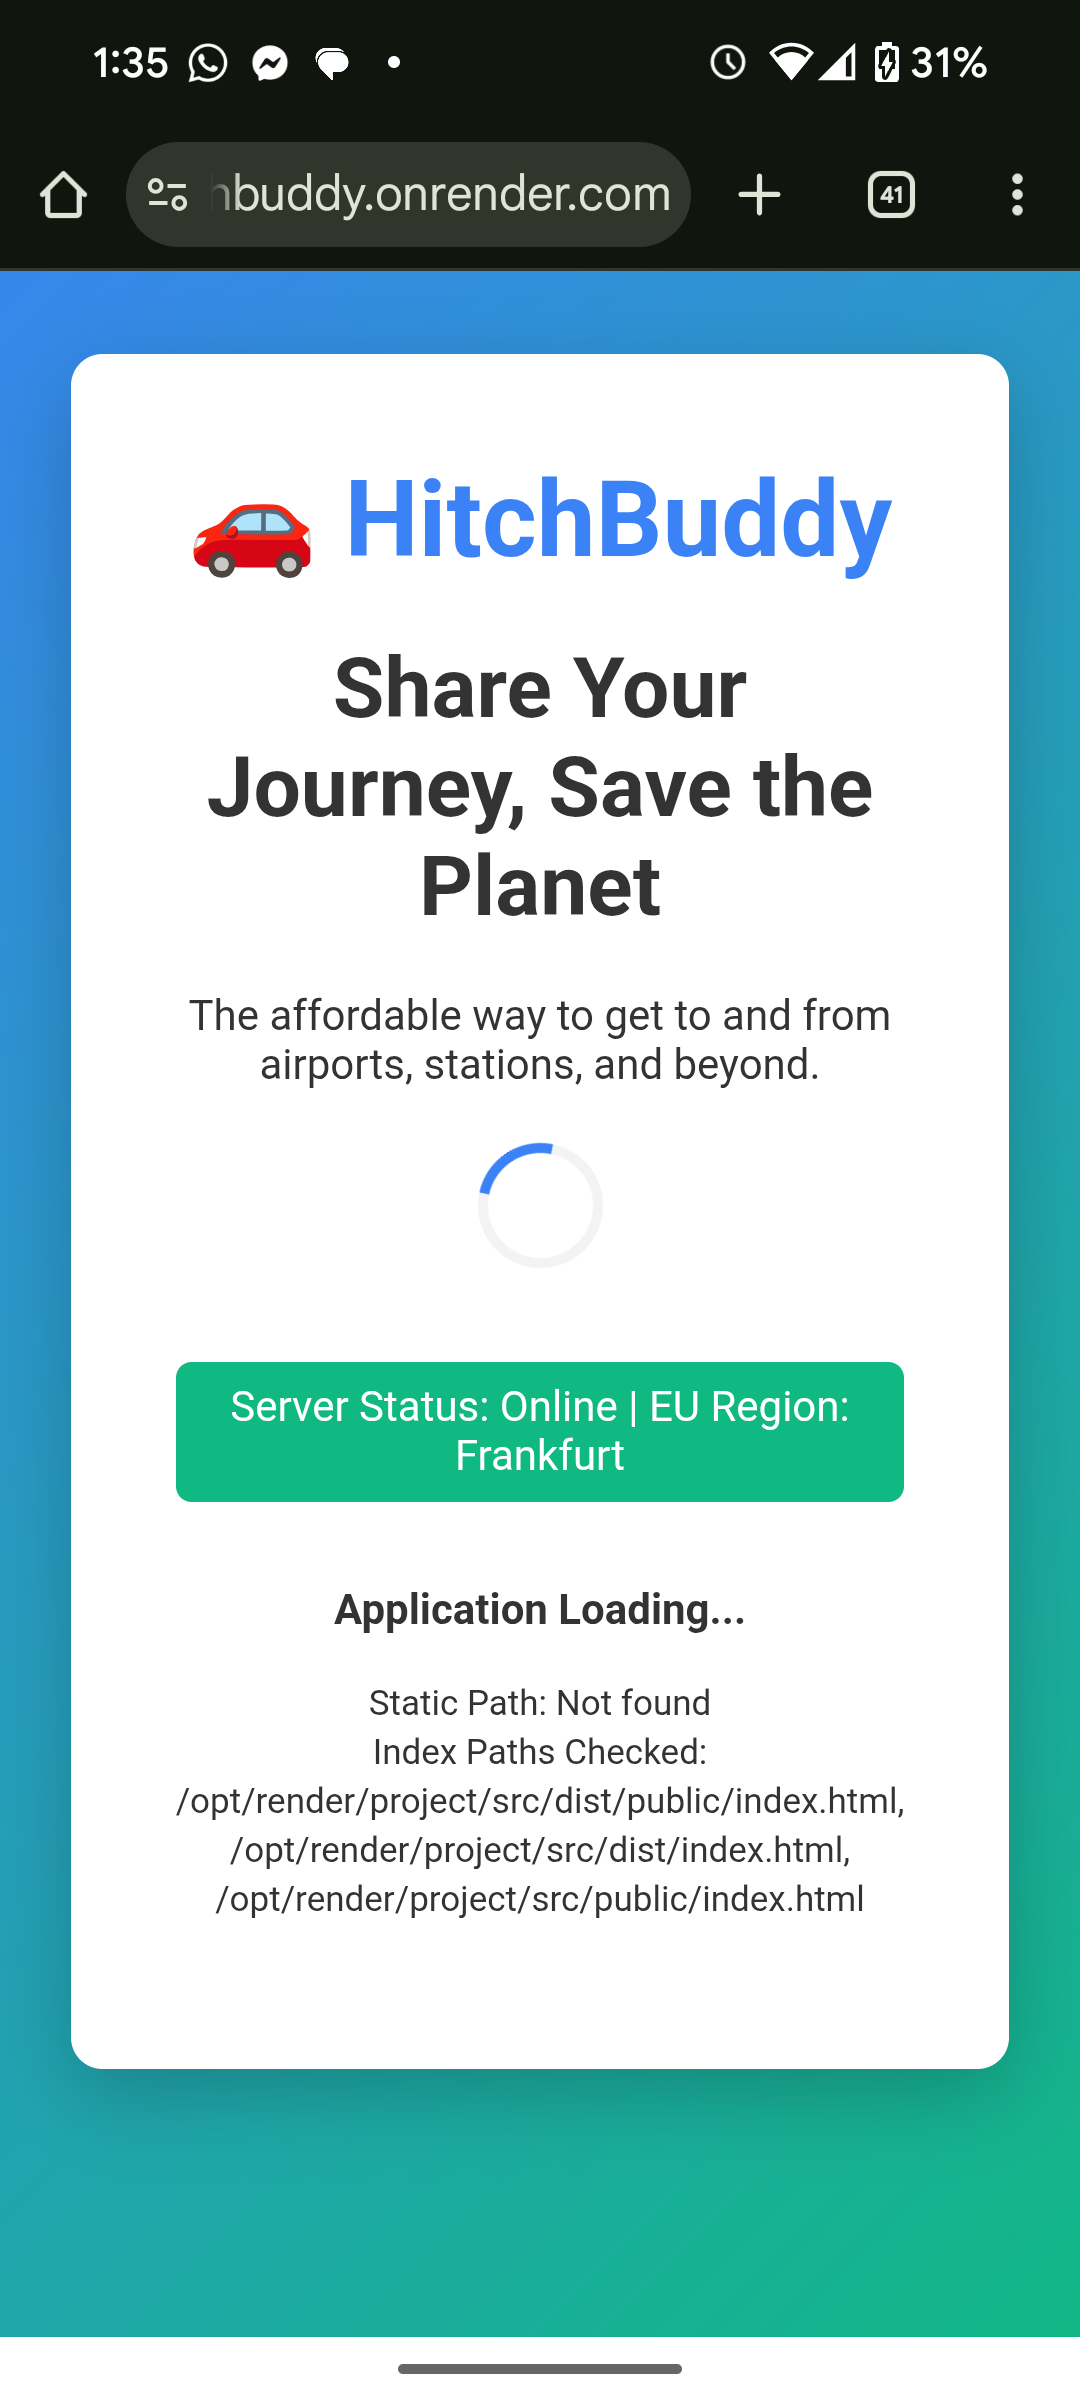 1:35
31%
hbuddy.onrender.com
41
HitchBuddy
Share Your
Journey, Save the
Planet
The affordable way to get to and from
airports, stations, and beyond.
Server Status: Online | EU Region:
Frankfurt
Application Loading...
Static Path: Not found
Index Paths Checked:
/opt/render/project/src/dist/public/index.html,
/opt/render/project/src/dist/index.html,
/opt/render/project/src/public/index.html